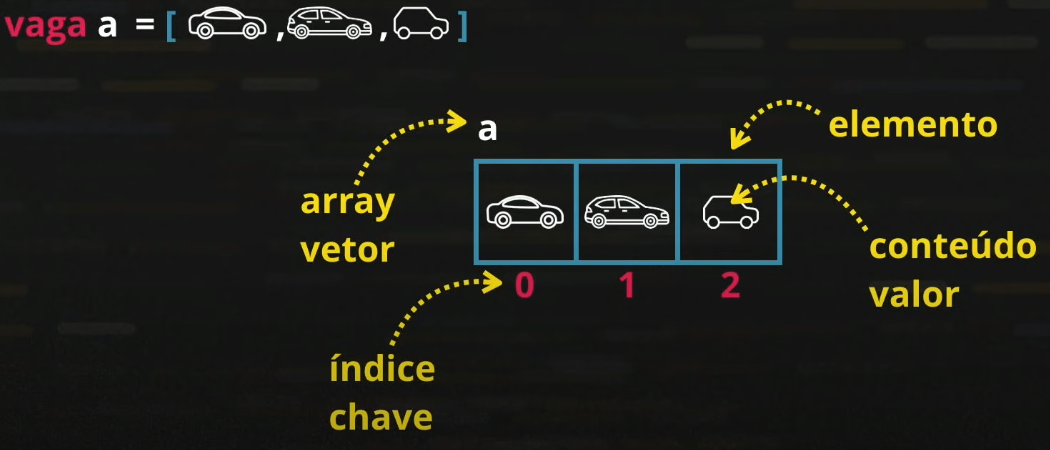 vaga a = [ , , ]
a
elemento
array
vetor
conteúdo
valor
0 1 2
índice
chave